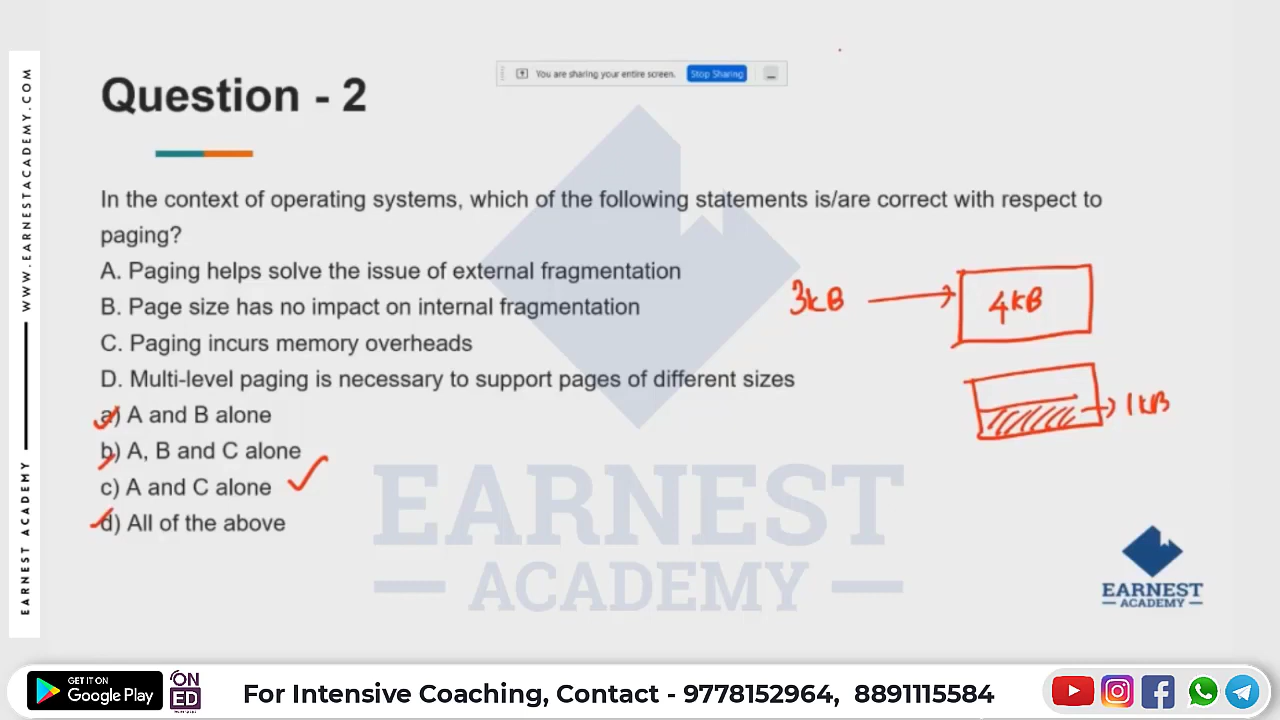 WWW.EARNESTACADEMY.COM
EARNEST ACADEMY
You are sharing your entire screen.
Stop Sharing
Question - 2
In the context of operating systems, which of the following statements is/are correct with respect to
paging?
A. Paging helps solve the issue of external fragmentation
B. Page size has no impact on internal fragmentation
C. Paging incurs memory overheads
D. Multi-level paging is necessary to support pages of different sizes
a) A and B alone
b) A, B and C alone
c) A and C alone
d) All of the above
3kB
4kB
1kB
EARNEST
ACADEMY
EARNEST
ACADEMY
GET IT ON
Google Play
ON
ED
For Intensive Coaching, Contact - 9778152964, 8891115584